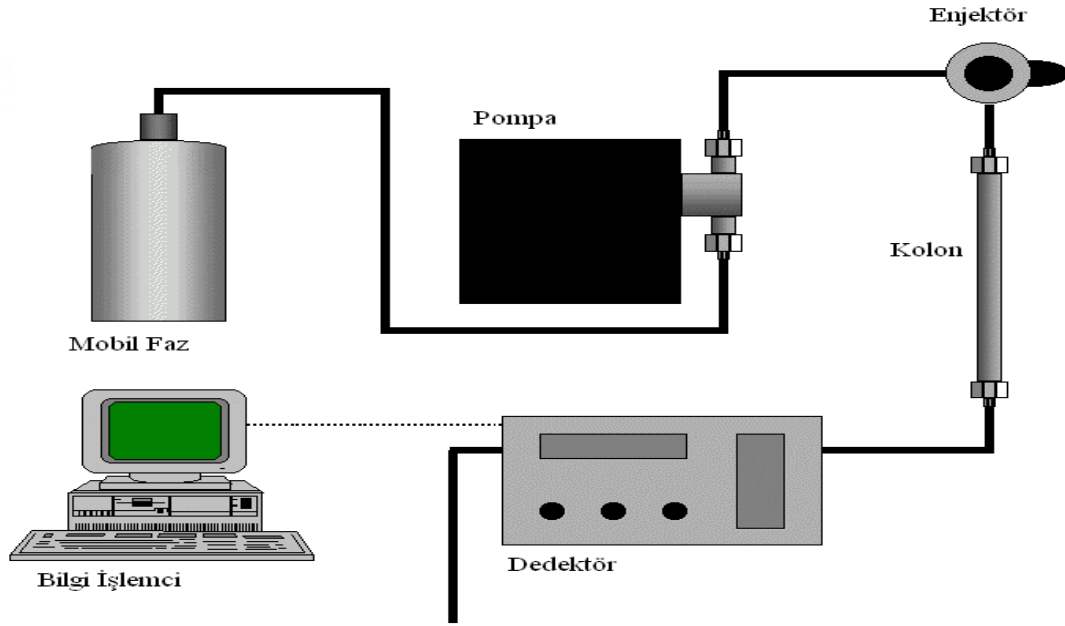 Enjektör
Pompa
Kolon
Mobil Faz
Dedektör
Bilgi İşlemci